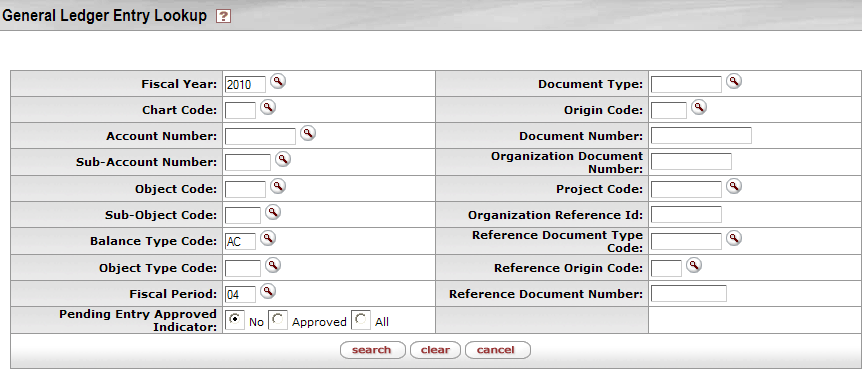 General Ledger Entry Lookup ?
Fiscal Year: 2010 Document Type:
Chart Code: Origin Code:
Account Number: Document Number:
Sub-Account Number: Organization Document
Number:
Object Code: Project Code:
Sub-Object Code: Organization Reference Id:
Balance Type Code: AC Reference Document Type
Code:
Object Type Code: Reference Origin Code:
Fiscal Period: 04 Reference Document Number:
Pending Entry Approved
Indicator: No Approved All
search clear cancel